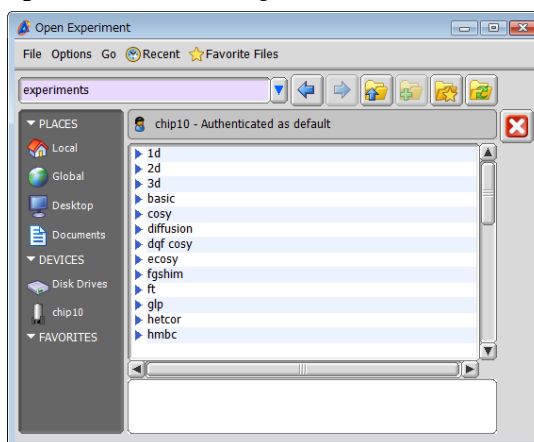 Open Experiment
File Options Go Recent Favorite Files
experiments
PLACES
Local
Global
Desktop
Documents
DEVICES
Disk Drives
chip10
FAVORITES
chip10 - Authenticated as default
1d
2d
3d
basic
cosy
diffusion
dqf cosy
ecosy
fgshim
ft
glp
hetcor
hmbc